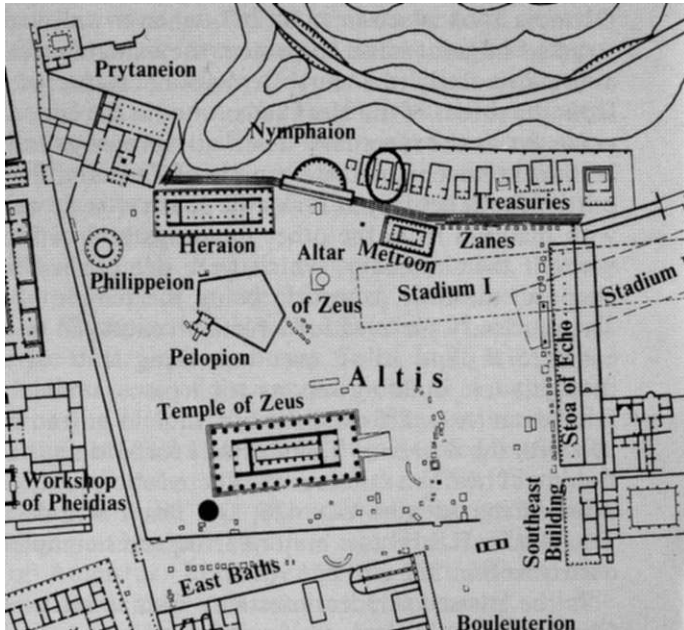 Prytaneion
Nymphaion
Treasuries
Heraion
Zanes
Metroon
Altar
of Zeus
Philippeion
Stadium I
Stadium
Pelopion
Altis
Stoa of Echo
Temple of Zeus
Workshop
of Pheidias
Southeast
Building
East Baths
Bouleuterion